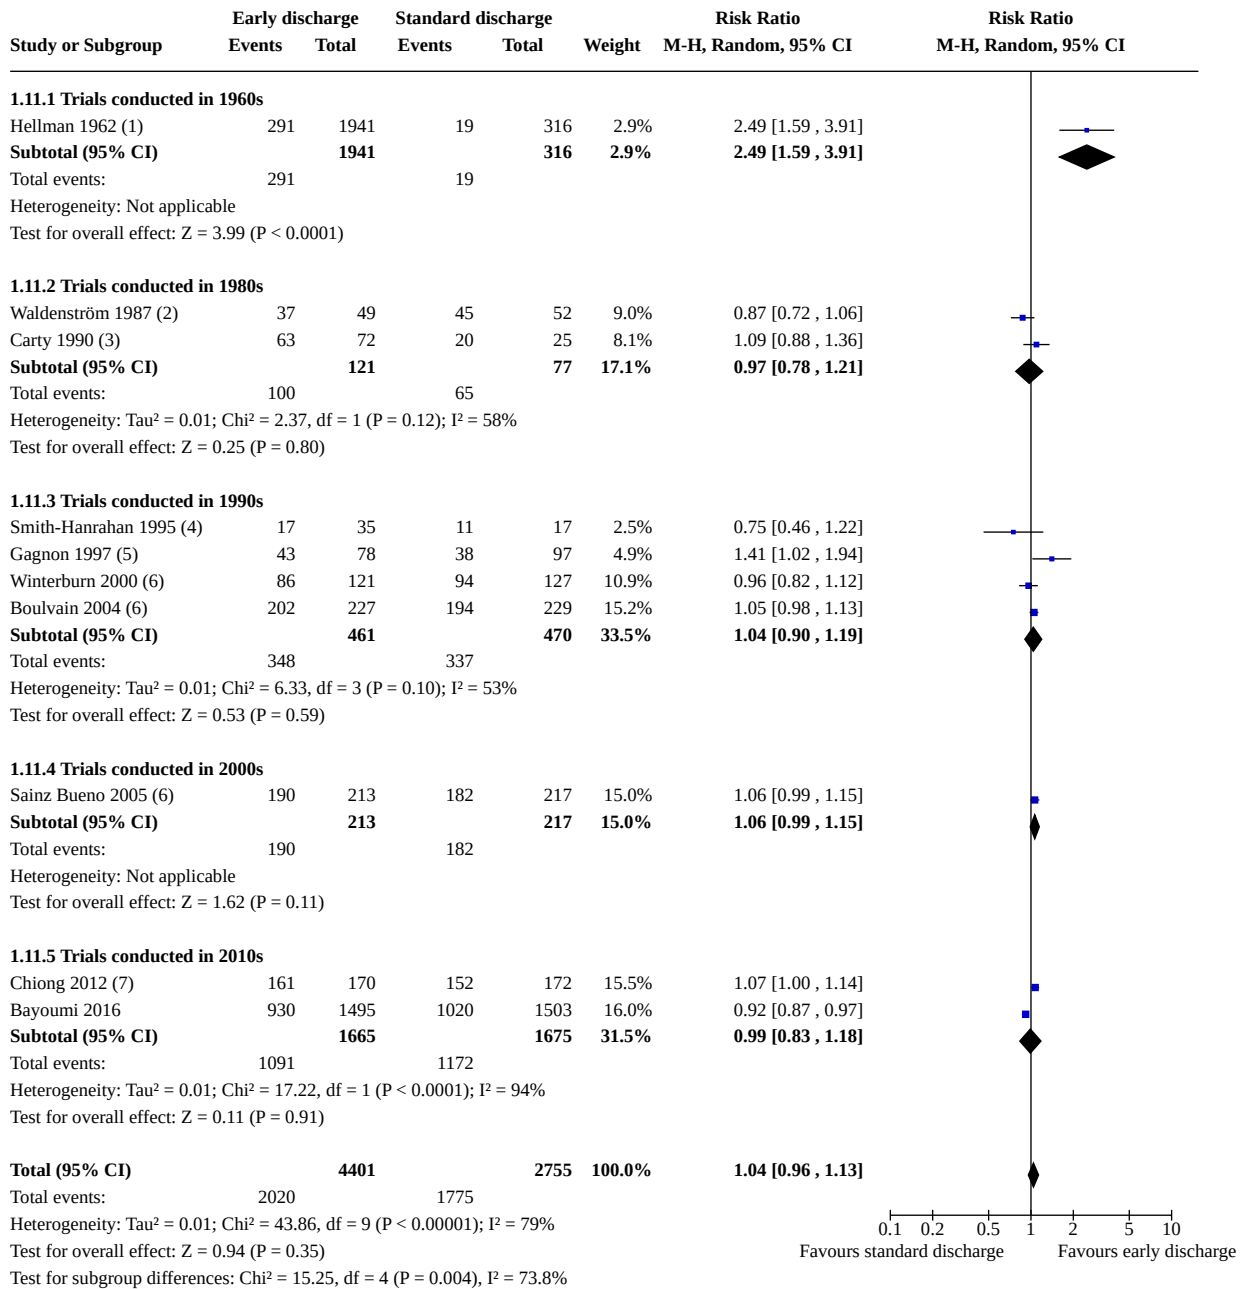 Early discharge Standard discharge Risk Ratio Risk Ratio
Study or Subgroup Events Total Events Total Weight M-H, Random, 95% CI M-H, Random, 95% CI
1.11.1 Trials conducted in 1960s
Hellman 1962 (1) 291 1941 19 316 2.9% 2.49 [1.59 , 3.91]
Subtotal (95% CI) 1941 316 2.9% 2.49 [1.59 , 3.91]
Total events: 291 19
Heterogeneity: Not applicable
Test for overall effect: Z = 3.99 (P < 0.0001)
1.11.2 Trials conducted in 1980s
Waldenström 1987 (2) 37 49 45 52 9.0% 0.87 [0.72 , 1.06]
Carty 1990 (3) 63 72 20 25 8.1% 1.09 [0.88 , 1.36]
Subtotal (95% CI) 121 77 17.1% 0.97 [0.78 , 1.21]
Total events: 100 65
Heterogeneity: Tau² = 0.01; Chi² = 2.37, df = 1 (P = 0.12); I² = 58%
Test for overall effect: Z = 0.25 (P = 0.80)
1.11.3 Trials conducted in 1990s
Smith-Hanrahan 1995 (4) 17 35 11 17 2.5% 0.75 [0.46 , 1.22]
Gagnon 1997 (5) 43 78 38 97 4.9% 1.41 [1.02 , 1.94]
Winterburn 2000 (6) 86 121 94 127 10.9% 0.96 [0.82 , 1.12]
Boulvain 2004 (6) 202 227 194 229 15.2% 1.05 [0.98 , 1.13]
Subtotal (95% CI) 461 470 33.5% 1.04 [0.90 , 1.19]
Total events: 348 337
Heterogeneity: Tau² = 0.01; Chi² = 6.33, df = 3 (P = 0.10); I² = 53%
Test for overall effect: Z = 0.53 (P = 0.59)
1.11.4 Trials conducted in 2000s
Sainz Bueno 2005 (6) 190 213 182 217 15.0% 1.06 [0.99 , 1.15]
Subtotal (95% CI) 213 217 15.0% 1.06 [0.99 , 1.15]
Total events: 190 182
Heterogeneity: Not applicable
Test for overall effect: Z = 1.62 (P = 0.11)
1.11.5 Trials conducted in 2010s
Chiong 2012 (7) 161 170 152 172 15.5% 1.07 [1.00 , 1.14]
Bayoumi 2016 930 1495 1020 1503 16.0% 0.92 [0.87 , 0.97]
Subtotal (95% CI) 1665 1675 31.5% 0.99 [0.83 , 1.18]
Total events: 1091 1172
Heterogeneity: Tau² = 0.01; Chi² = 17.22, df = 1 (P < 0.0001); I² = 94%
Test for overall effect: Z = 0.11 (P = 0.91)
Total (95% CI) 4401 2755 100.0% 1.04 [0.96 , 1.13]
Total events: 2020 1775
Heterogeneity: Tau² = 0.01; Chi² = 43.86, df = 9 (P < 0.00001); I² = 79%
0.1 0.2 0.5 1 2 5 10
Test for overall effect: Z = 0.94 (P = 0.35) Favours standard discharge Favours early discharge
Test for subgroup differences: Chi² = 15.25, df = 4 (P = 0.004), I² = 73.8%